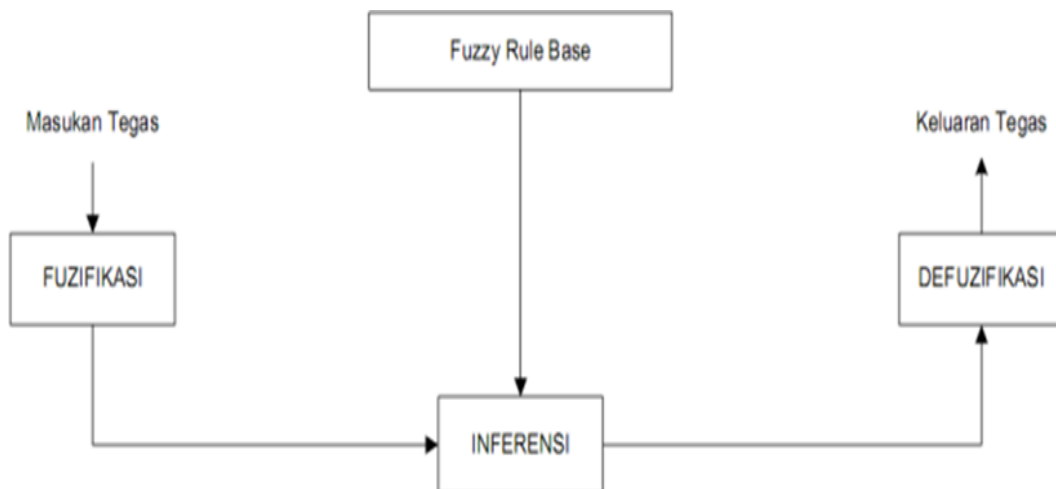 Fuzzy Rule Base
Masukan Tegas
Keluaran Tegas
FUZIFIKASI
DEFUZIFIKASI
INFERENSI